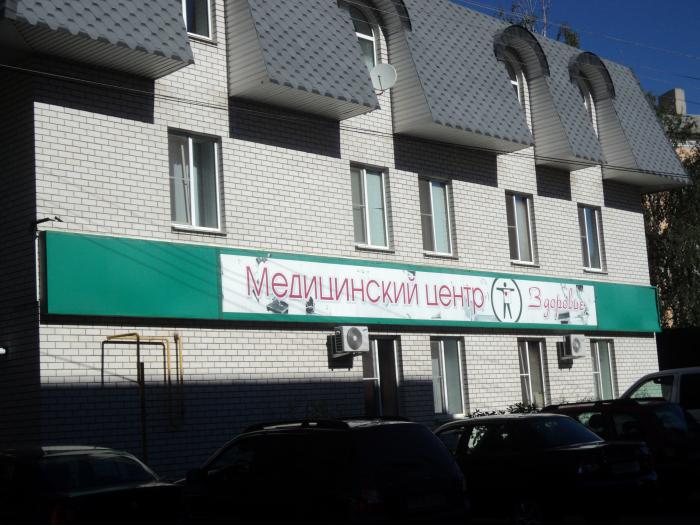 Медицинский центр Здоровье